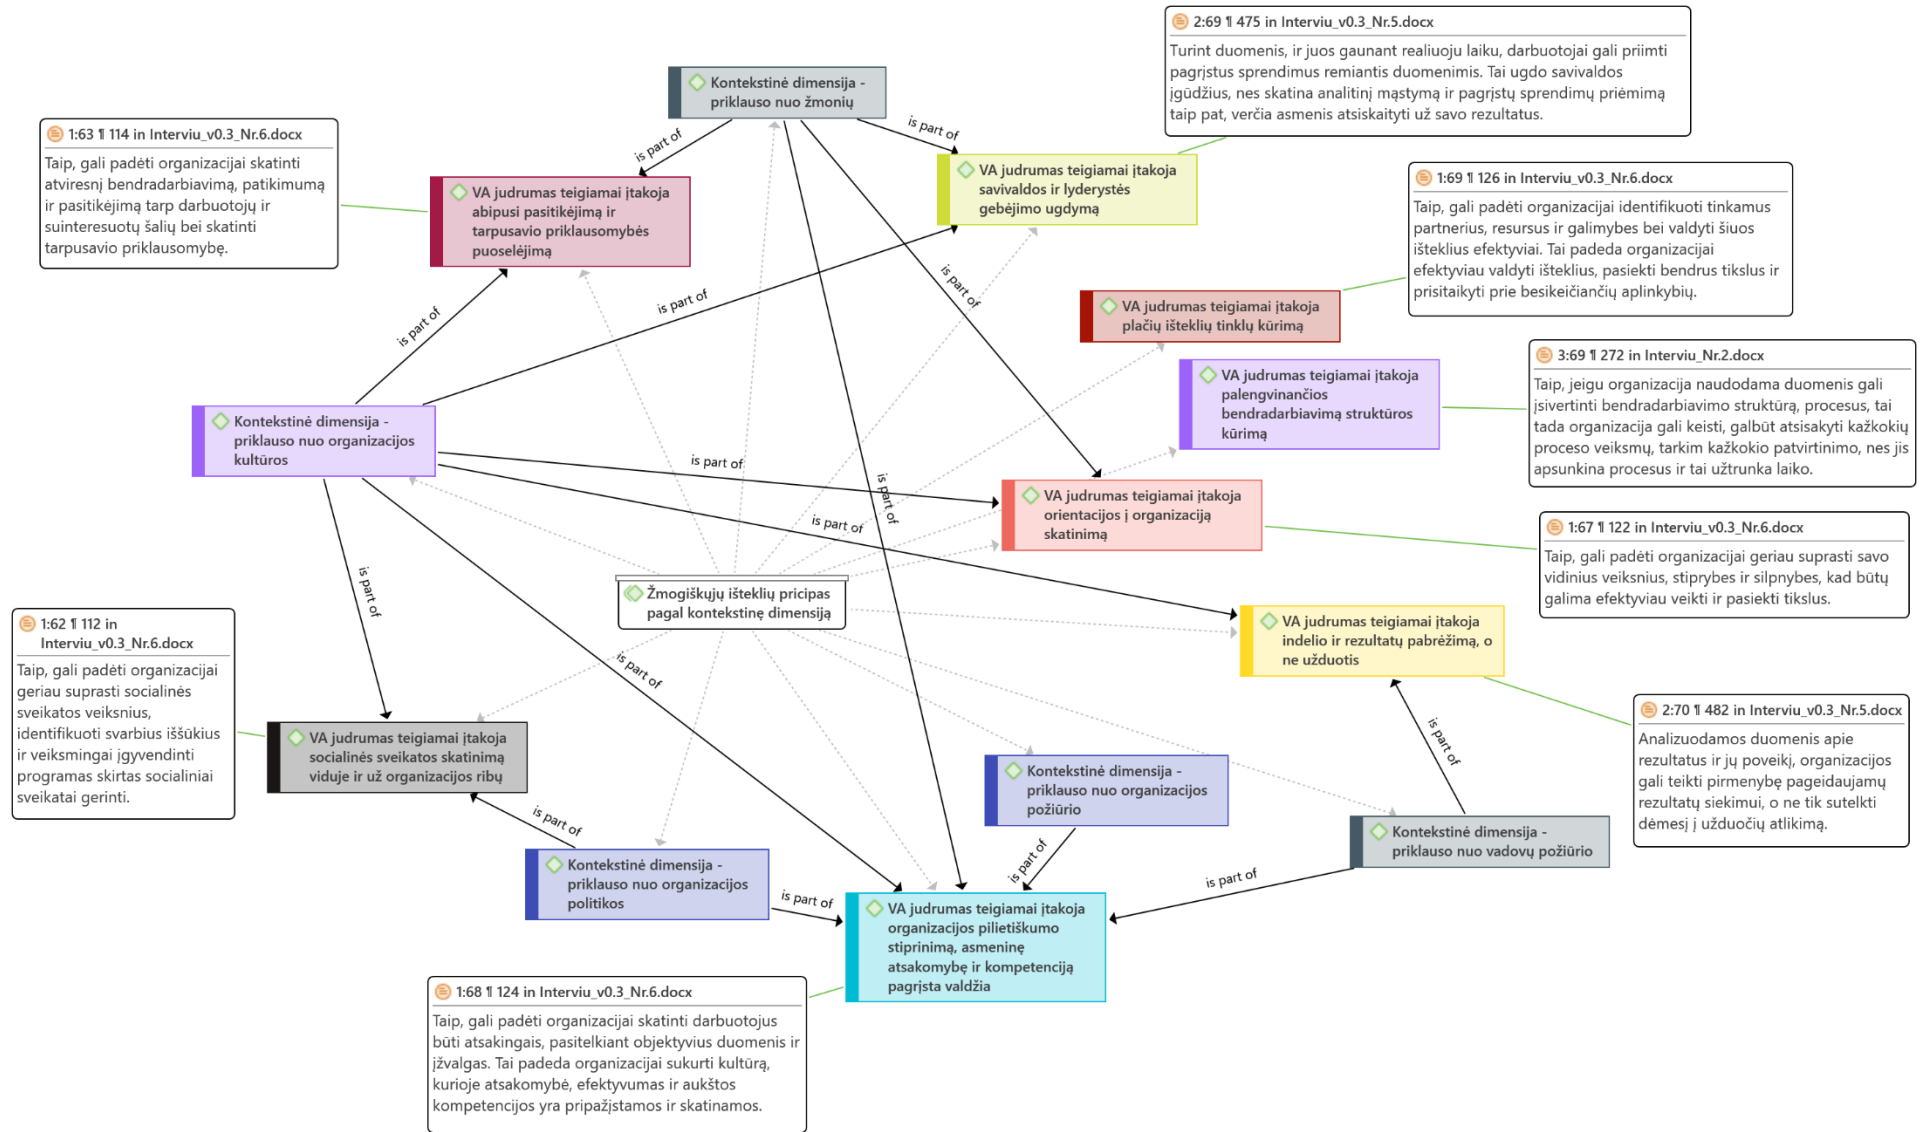 2:69 ¶ 475 in Interviu_v0.3_Nr.5.docx
Turint duomenis, ir juos gaunant realiuoju laiku, darbuotojai gali priimti
pagrįstus sprendimus remiantis duomenimis. Tai ugdo savivaldos
įgūdžius, nes skatina analitinį mąstymą ir pagrįstų sprendimų priėmimą
taip pat, verčia asmenis atsiskaityti už savo rezultatus.
Kontekstinė dimensija -
priklauso nuo žmonių
1:63 ¶ 114 in Interviu_v0.3_Nr.6.docx
Taip, gali padėti organizacijai skatinti
atviresnį bendradarbiavimą, patikimumą
ir pasitikėjimą tarp darbuotojų ir
suinteresuotų šalių bei skatinti
tarpusavio priklausomybę.
is part of
is part of
VA judrumas teigiamai įtakoja
abipusi pasitikėjimą ir
tarpusavio priklausomybės
puoselėjimą
VA judrumas teigiamai įtakoja
savivaldos ir lyderystės
gebėjimo ugdymą
1:69 ¶ 126 in Interviu_v0.3_Nr.6.docx
Taip, gali padėti organizacijai identifikuoti tinkamus
partnerius, resursus ir galimybes bei valdyti šiuos
išteklius efektyviai. Tai padeda organizacijai
efektyviau valdyti išteklius, pasiekti bendrus tikslus ir
prisitaikyti prie besikeičiančių aplinkybių.
is part of
is part of
is part of
VA judrumas teigiamai įtakoja
plačių išteklių tinklų kūrimą
VA judrumas teigiamai įtakoja
palengvinančios
bendradarbiavimą struktūros
kūrimą
3:69 ¶ 272 in Interviu_Nr.2.docx
Taip, jeigu organizacija naudodama duomenis gali
įsivertinti bendradarbiavimo struktūrą, procesus, tai
tada organizacija gali keisti, galbūt atsisakyti kažkokių
proceso veiksmų, tarkim kažkokio patvirtinimo, nes jis
apsunkina procesus ir tai užtrunka laiko.
Kontekstinė dimensija -
priklauso nuo organizacijos
kultūros
is part of
is part of
is part of
VA judrumas teigiamai įtakoja
orientacijos į organizaciją
skatinimą
1:67 ¶ 122 in Interviu_v0.3_Nr.6.docx
Taip, gali padėti organizacijai geriau suprasti savo
vidinius veiksnius, stiprybes ir silpnybes, kad būtų
galima efektyviau veikti ir pasiekti tikslus.
is part of
Žmogiškųjų išteklių pricipas
pagal kontekstinę dimensiją
1:62 ¶ 112 in
Interviu_v0.3_Nr.6.docx
Taip, gali padėti organizacijai
geriau suprasti socialinės
sveikatos veiksnius,
identifikuoti svarbius iššūkius
ir veiksmingai įgyvendinti
programas skirtas socialiniai
sveikatai gerinti.
is part of
VA judrumas teigiamai įtakoja
indelio ir rezultatų pabrėžimą, o
ne užduotis
VA judrumas teigiamai įtakoja
socialinės sveikatos skatinimą
viduje ir už organizacijos ribų
is part of
2:70 ¶ 482 in Interviu_v0.3_Nr.5.docx
Analizuodamos duomenis apie
rezultatus ir jų poveikį, organizacijos
gali teikti pirmenybę pageidaujamų
rezultatų siekimui, o ne tik sutelkti
dėmesį į užduočių atlikimą.
Kontekstinė dimensija -
priklauso nuo organizacijos
požiūrio
is part of
Kontekstinė dimensija -
priklauso nuo vadovų požiūrio
Kontekstinė dimensija -
priklauso nuo organizacijos
politikos
is part of
is part of
is part of
VA judrumas teigiamai įtakoja
organizacijos pilietiškumo
stiprinimą, asmeninę
atsakomybę ir kompetenciją
pagrįsta valdžia
1:68 ¶ 124 in Interviu_v0.3_Nr.6.docx
Taip, gali padėti organizacijai skatinti darbuotojus
būti atsakingais, pasitelkiant objektyvius duomenis ir
įžvalgas. Tai padeda organizacijai sukurti kultūrą,
kurioje atsakomybė, efektyvumas ir aukštos
kompetencijos yra pripažįstamos ir skatinamos.